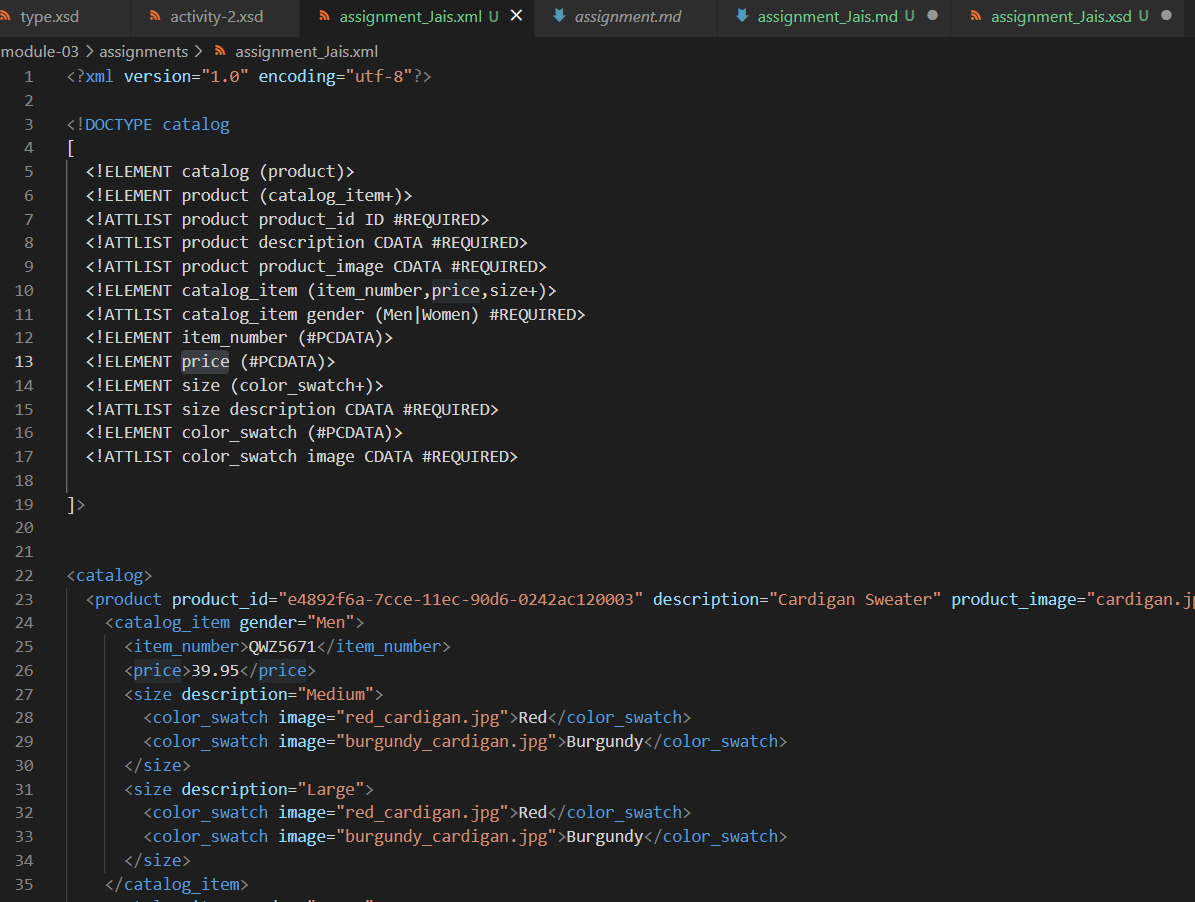 type.xsd activity-2.xsd assignment_Jais.xml U assignment.md assignment_Jais.md U assignment_Jais.xsd U
module-03 > assignments > assignment_Jais.xml
1 <?xml version="1.0" encoding="utf-8"?>
2
3 <!DOCTYPE catalog
4 [
5 <!ELEMENT catalog (product)>
6 <!ELEMENT product (catalog_item+)>
7 <!ATTLIST product product_id ID #REQUIRED>
8 <!ATTLIST product description CDATA #REQUIRED>
9 <!ATTLIST product product_image CDATA #REQUIRED>
10 <!ELEMENT catalog_item (item_number,price,size+)>
11 <!ATTLIST catalog_item gender (Men|Women) #REQUIRED>
12 <!ELEMENT item_number (#PCDATA)>
13 <!ELEMENT price (#PCDATA)>
14 <!ELEMENT size (color_swatch+)>
15 <!ATTLIST size description CDATA #REQUIRED>
16 <!ELEMENT color_swatch (#PCDATA)>
17 <!ATTLIST color_swatch image CDATA #REQUIRED>
18
19 ]>
20
21
22 <catalog>
23 <product product_id="e4892f6a-7cce-11ec-90d6-0242ac120003" description="Cardigan Sweater" product_image="cardigan.j
24 <catalog_item gender="Men">
25 <item_number>QWZ5671</item_number>
26 <price>39.95</price>
27 <size description="Medium">
28 <color_swatch image="red_cardigan.jpg">Red</color_swatch>
29 <color_swatch image="burgundy_cardigan.jpg">Burgundy</color_swatch>
30 </size>
31 <size description="Large">
32 <color_swatch image="red_cardigan.jpg">Red</color_swatch>
33 <color_swatch image="burgundy_cardigan.jpg">Burgundy</color_swatch>
34 </size>
35 </catalog_item>